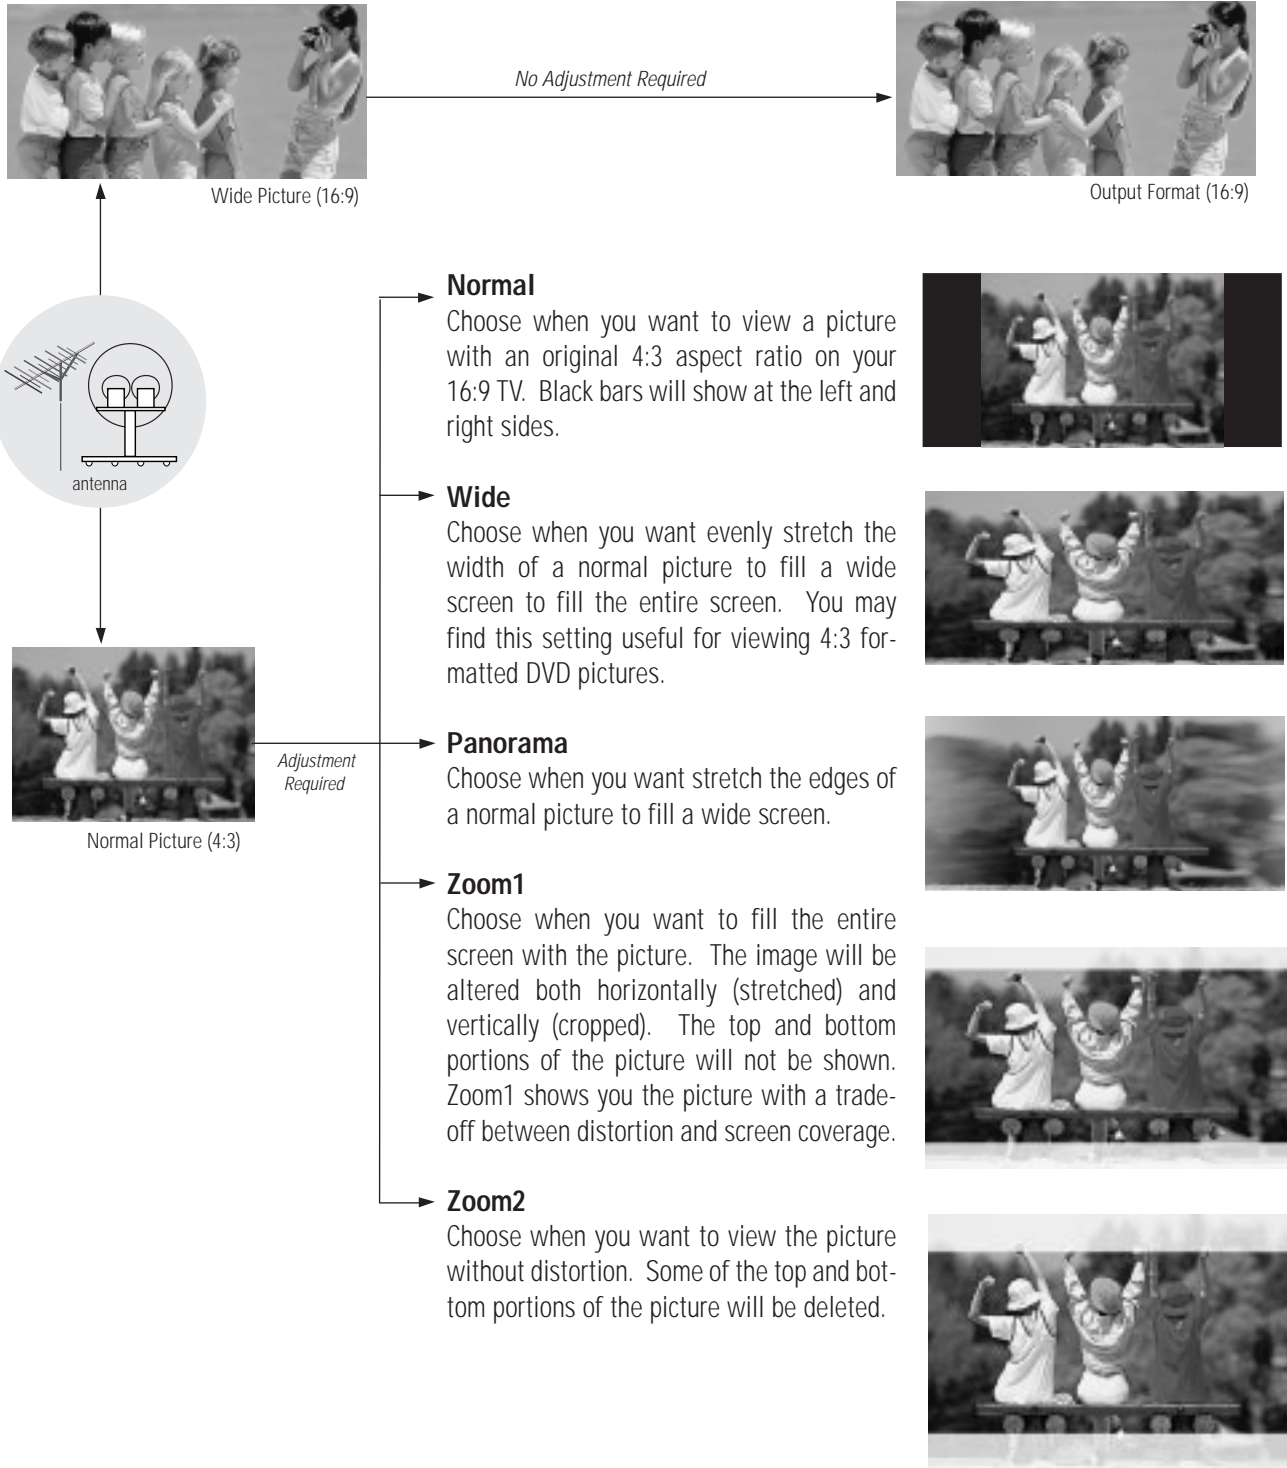 No Adjustment Required
Wide Picture (16:9)
Output Format (16:9)
antenna
Normal Picture (4:3)
Adjustment
Required
Normal
Choose when you want to view a picture
with an original 4:3 aspect ratio on your
16:9 TV. Black bars will show at the left and
right sides.
Wide
Choose when you want evenly stretch the
width of a normal picture to fill a wide
screen to fill the entire screen. You may
find this setting useful for viewing 4:3 for-
matted DVD pictures.
Panorama
Choose when you want stretch the edges of
a normal picture to fill a wide screen.
Zoom1
Choose when you want to fill the entire
screen with the picture. The image will be
altered both horizontally (stretched) and
vertically (cropped). The top and bottom
portions of the picture will not be shown.
Zoom1 shows you the picture with a trade-
off between distortion and screen coverage.
Zoom2
Choose when you want to view the picture
without distortion. Some of the top and bot-
tom portions of the picture will be deleted.